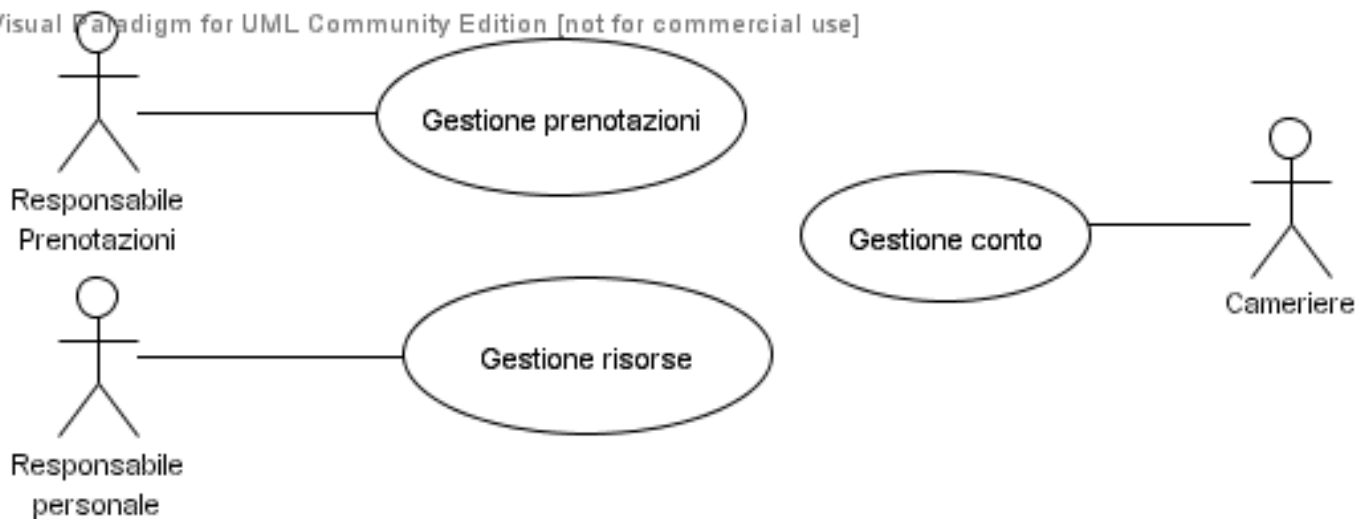 Visual Paradigm for UML Community Edition [not for commercial use]
Gestione prenotazioni
Responsabile
Prenotazioni
Gestione conto
Cameriere
Gestione risorse
Responsabile
personale